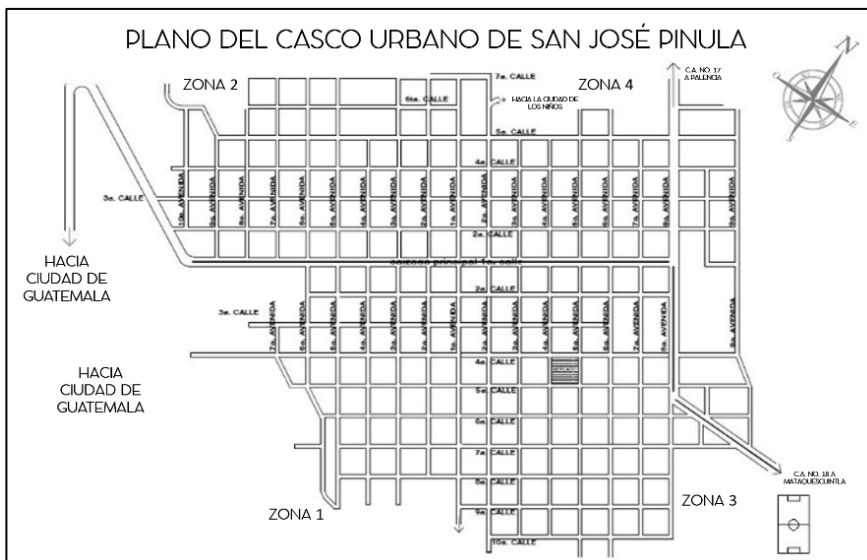 PLANO DEL CASCO URBANO DE SAN JOSÉ PINULA
7a. CALLE
ZONA 2
ZONA 4
C.A. NO. 17
A PALENCIA
6ta. CALLE
HACIA LA CIUDAD DE
LOS NIÑOS
5a. CALLE
4a. CALLE
3a. CALLE
10a. AVENIDA
9a. AVENIDA
8a. AVENIDA
7a. AVENIDA
6a. AVENIDA
5a. AVENIDA
4a. AVENIDA
3a. AVENIDA
2a. AVENIDA
1a. AVENIDA
2a. AVENIDA
3a. AVENIDA
4a. AVENIDA
5a. AVENIDA
6a. AVENIDA
7a. AVENIDA
8a. AVENIDA
9a. AVENIDA
2a. CALLE
HACIA
CIUDAD DE
GUATEMALA
calzada principal 1a. calle
2a. CALLE
3a. CALLE
7a. AVENIDA
6a. AVENIDA
5a. AVENIDA
4a. AVENIDA
3a. AVENIDA
2a. AVENIDA
1a. AVENIDA
2a. AVENIDA
3a. AVENIDA
4a. AVENIDA
5a. AVENIDA
6a. AVENIDA
7a. AVENIDA
8a. AVENIDA
9a. AVENIDA
HACIA
CIUDAD DE
GUATEMALA
4a. CALLE
MERCADO
5a. CALLE
6a. CALLE
7a. CALLE
8a. CALLE
C.A. NO. 18 A
MATAQUESCUINTLA
ZONA 1
ZONA 3
9a. CALLE
10a. CALLE